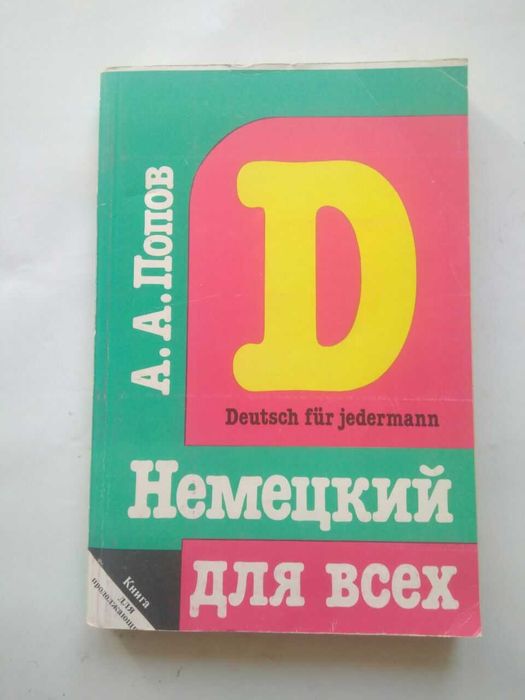 А. А. Попов
D
Deutsch für jedermann
Немецкий
для всех
Книга
для